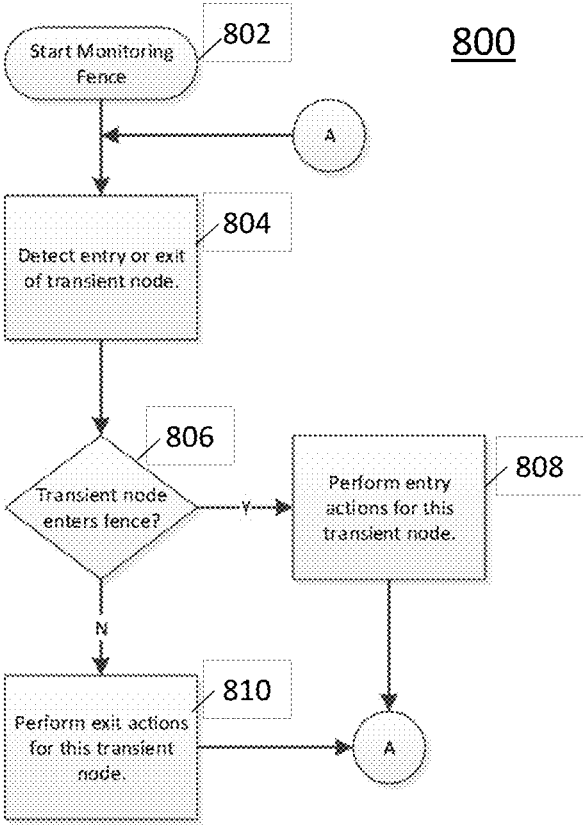 800
802
Start Monitoring
Fence
A
804
Detect entry or exit
of transient node.
806
Transient node
enters fence?
Y
808
Perform entry
actions for this
transient node.
N
810
Perform exit actions
for this transient
node.
A